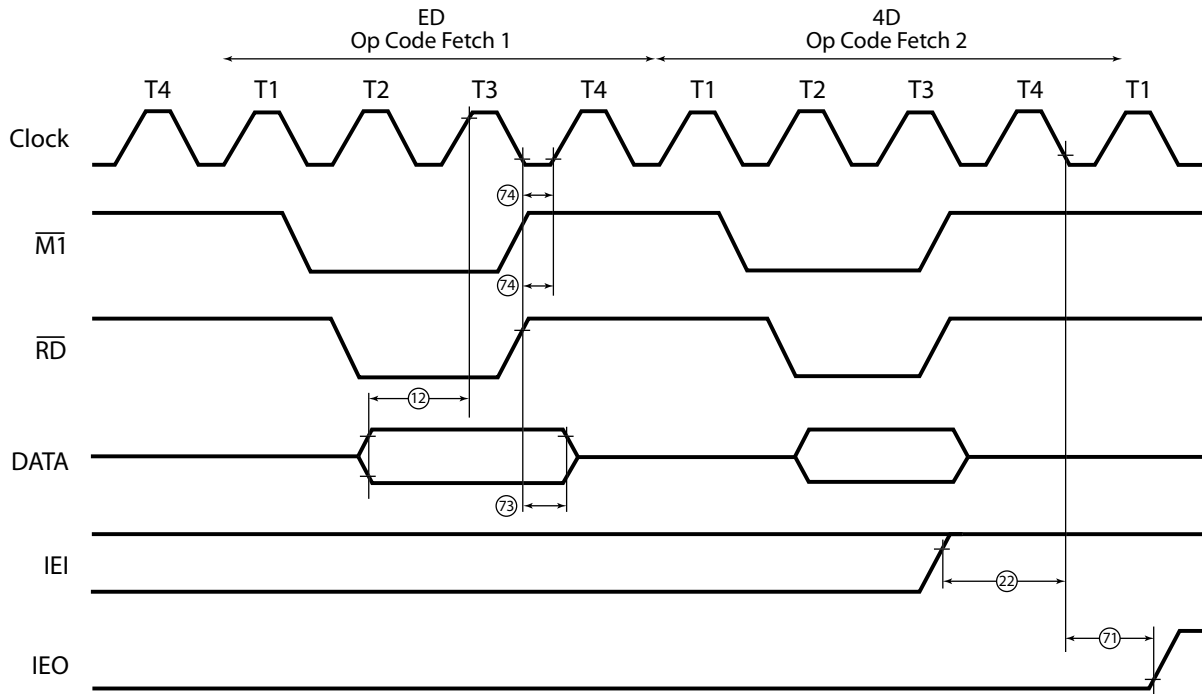 ED
Op Code Fetch 1
4D
Op Code Fetch 2
T4 T1 T2 T3 T4 T1 T2 T3 T4 T1
Clock
74
M1
74
RD
12
DATA
73
IEI
22
71
IEO